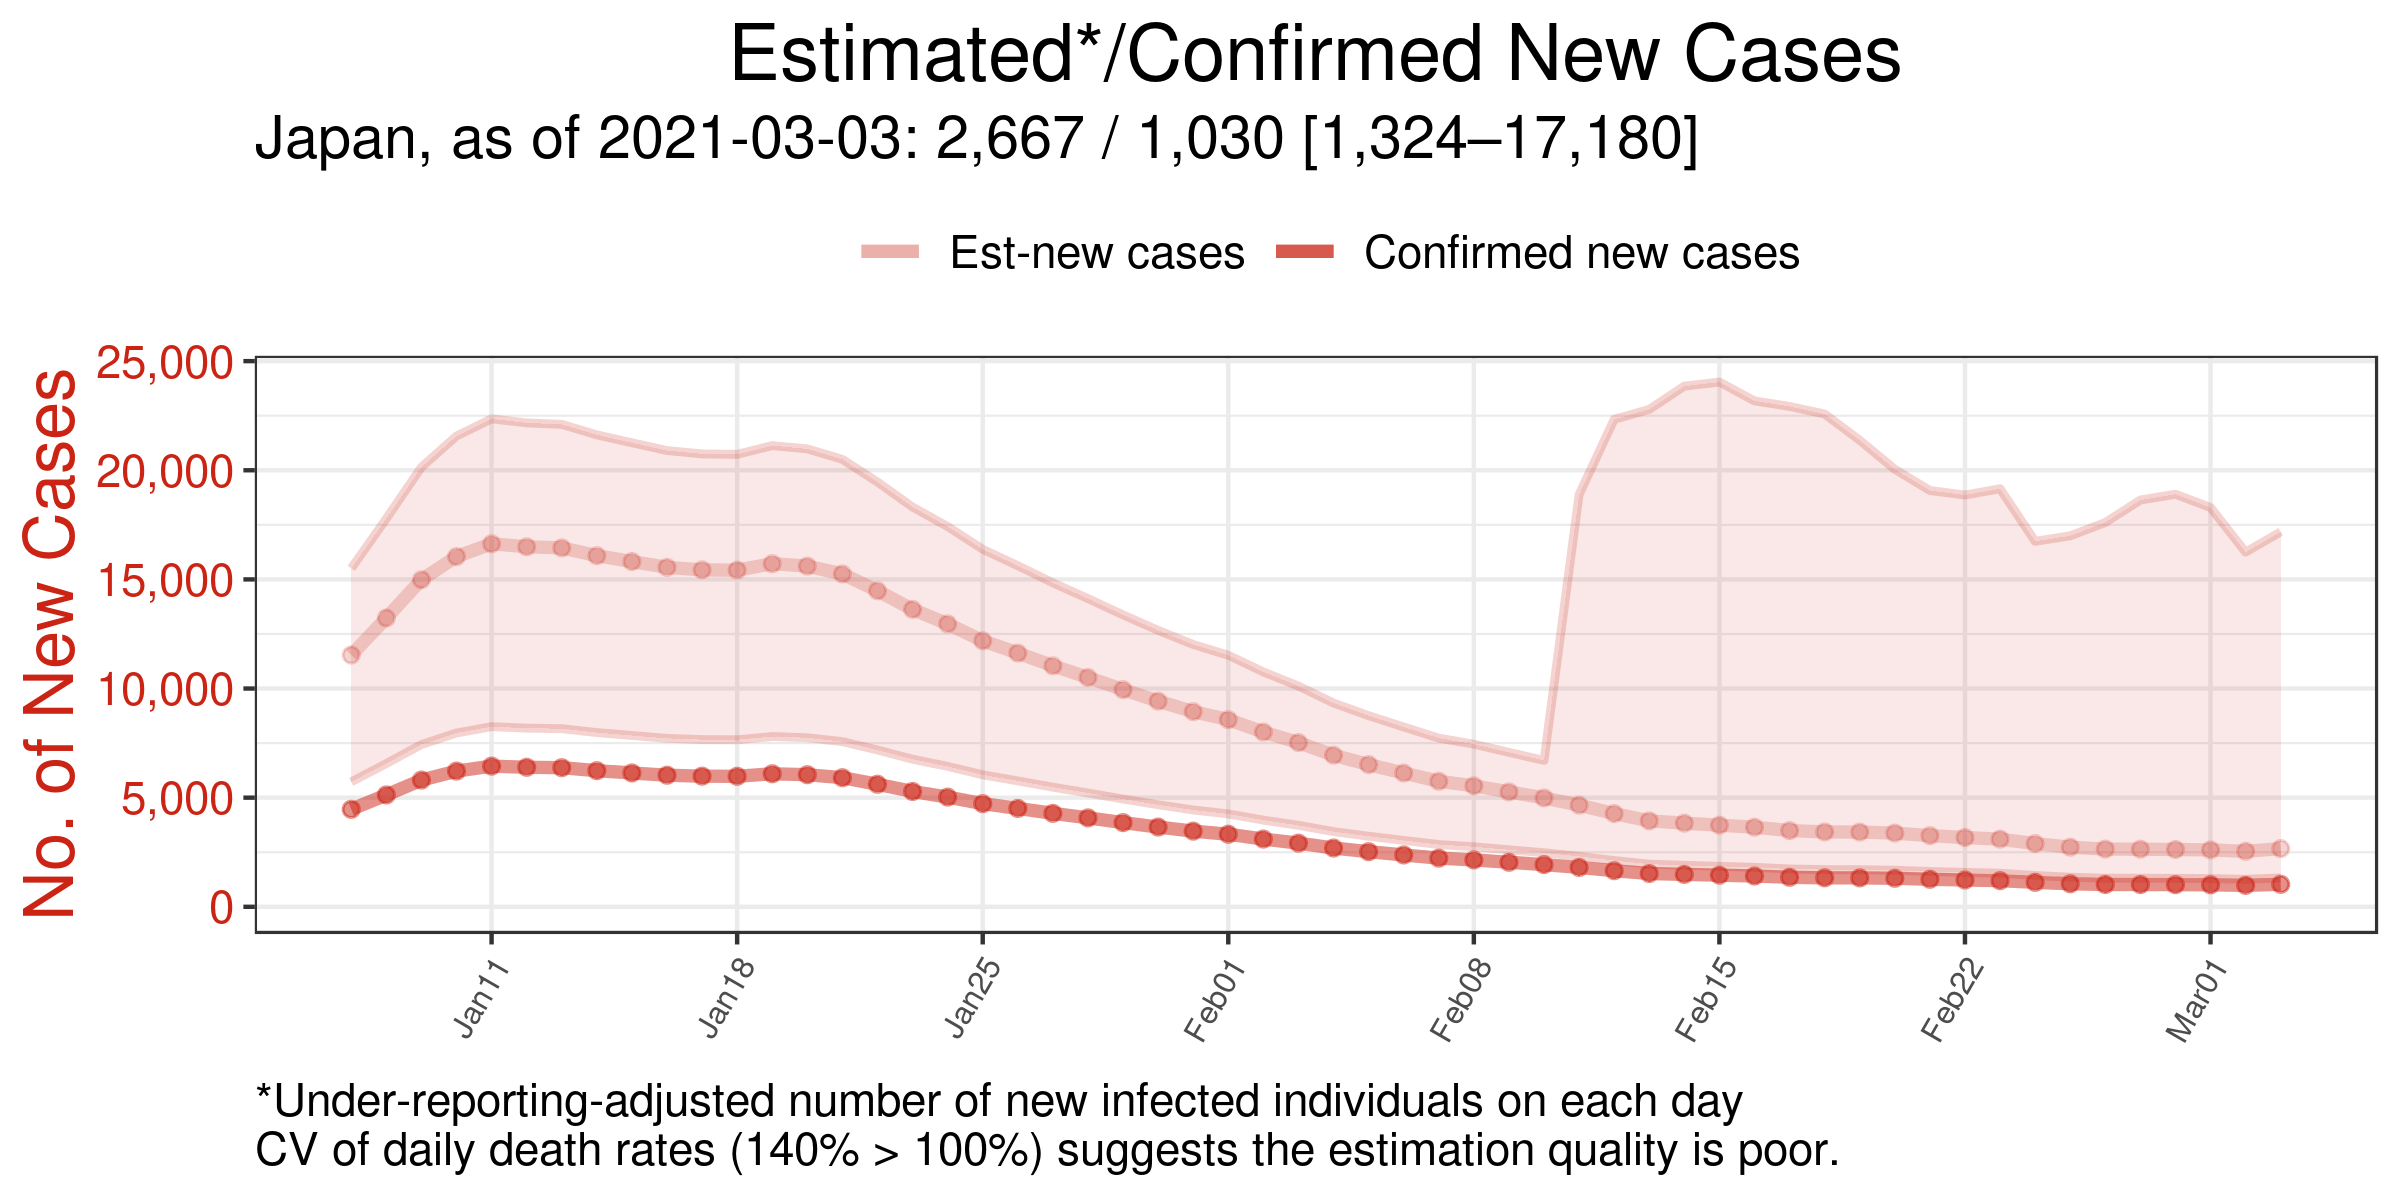 Estimated*/Confirmed New Cases
Japan, as of 2021-03-03: 2,667 / 1,030 [1,324–17,180]
Est-new cases Confirmed new cases
No. of New Cases
25,000
20,000
15,000
10,000
5,000
0
Jan11 Jan18 Jan25 Feb01 Feb08 Feb15 Feb22 Mar01
*Under-reporting-adjusted number of new infected individuals on each day
CV of daily death rates (140% > 100%) suggests the estimation quality is poor.